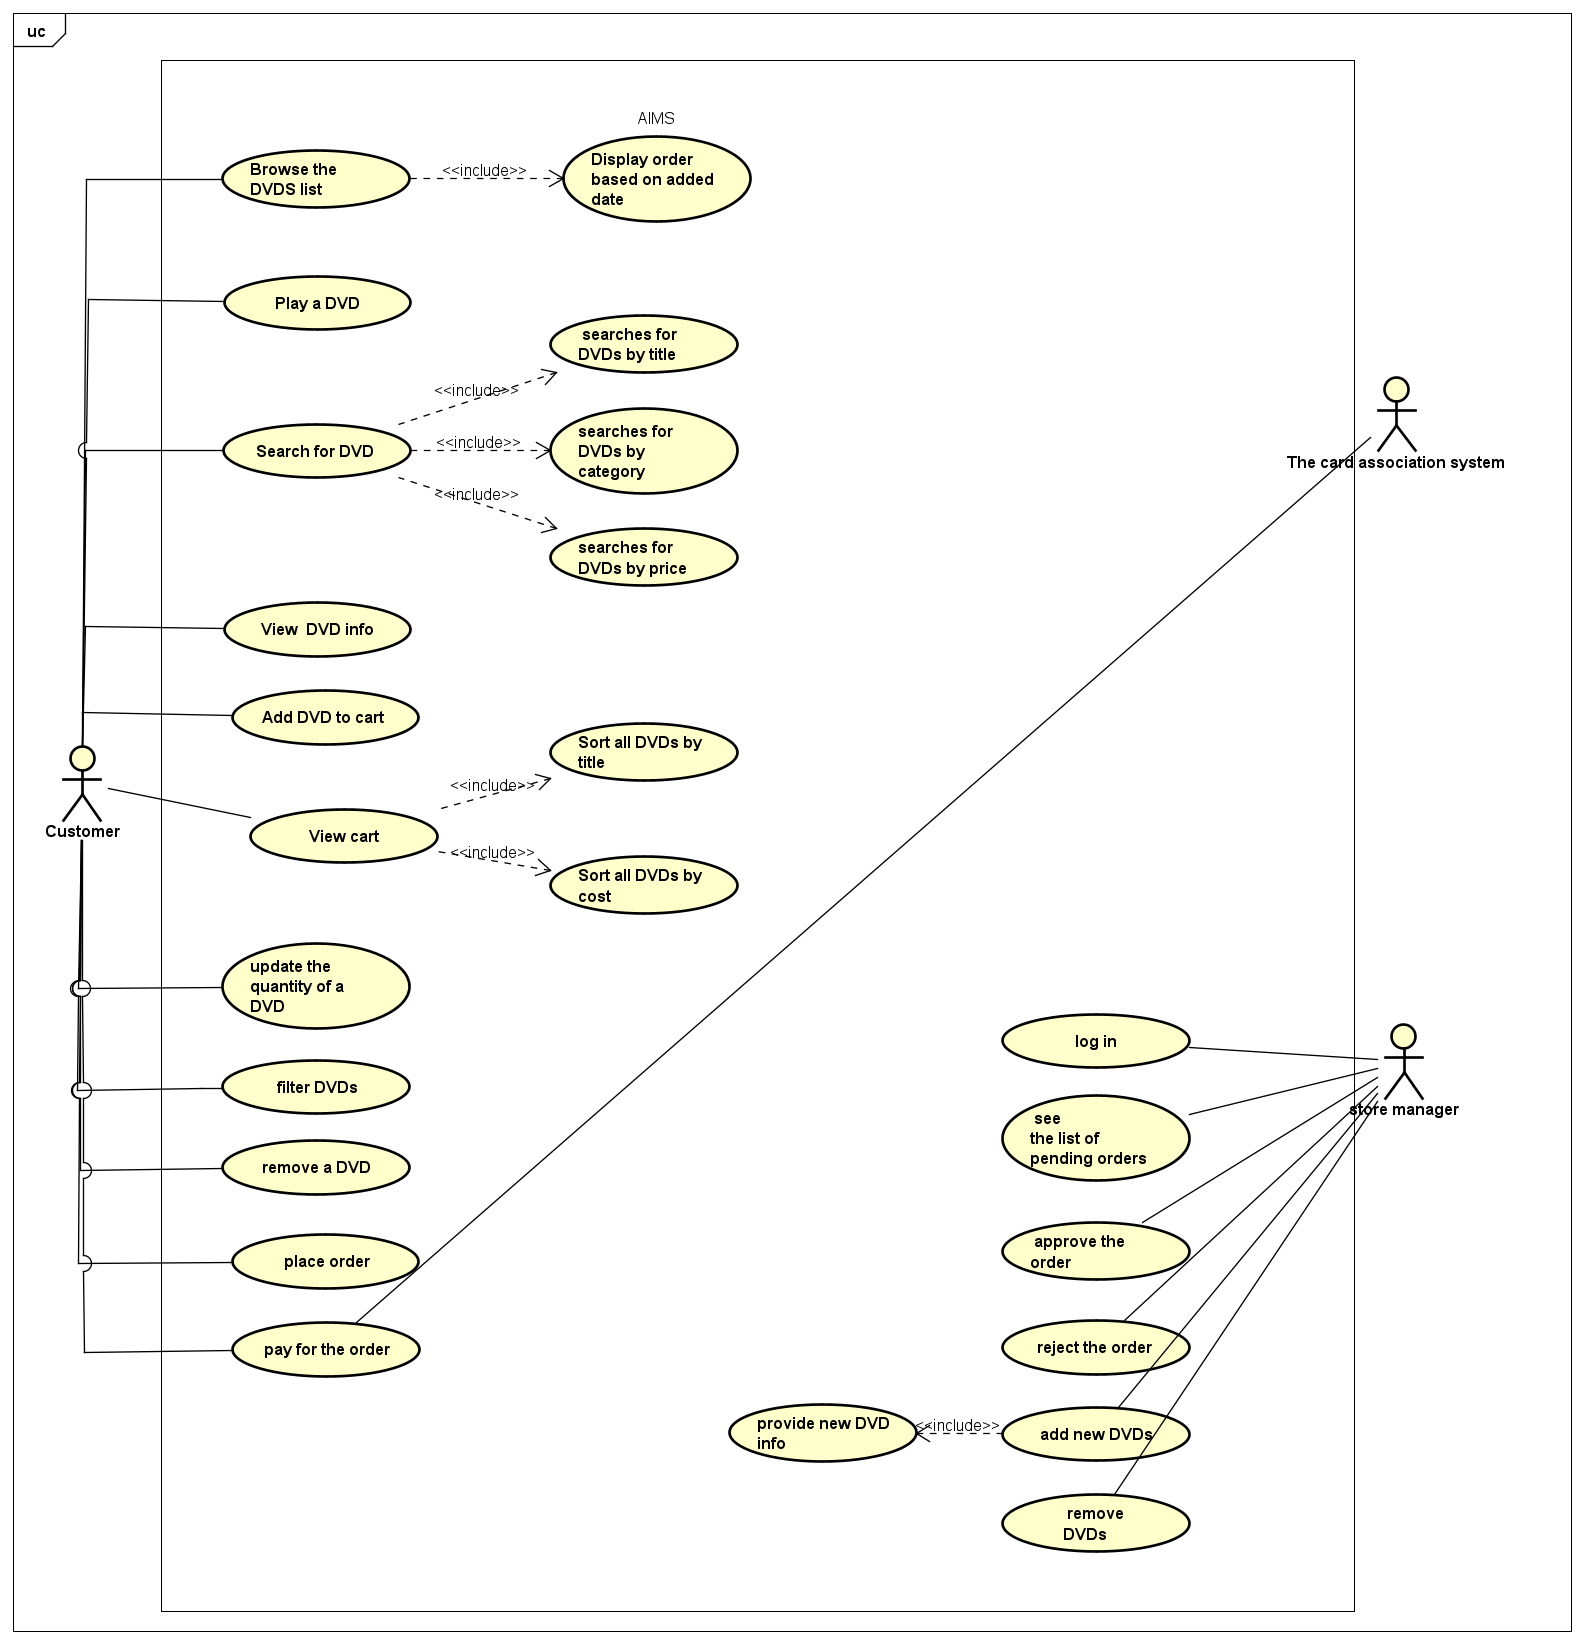 uc
AIMS
Browse the
DVDS list
<<include>>
Display order
based on added
date
Play a DVD
searches for
DVDs by title
<<include>>
Search for DVD
<<include>>
searches for
DVDs by
category
<<include>>
searches for
DVDs by price
The card association system
View  DVD info
Add DVD to cart
Sort all DVDs by
title
<<include>>
Customer
View cart
<<include>>
Sort all DVDs by
cost
update the
quantity of a
DVD
filter DVDs
remove a DVD
place order
pay for the order
log in
store manager
see
the list of
pending orders
approve the
order
reject the order
provide new DVD
info
<<include>>
add new DVDs
remove
DVDs